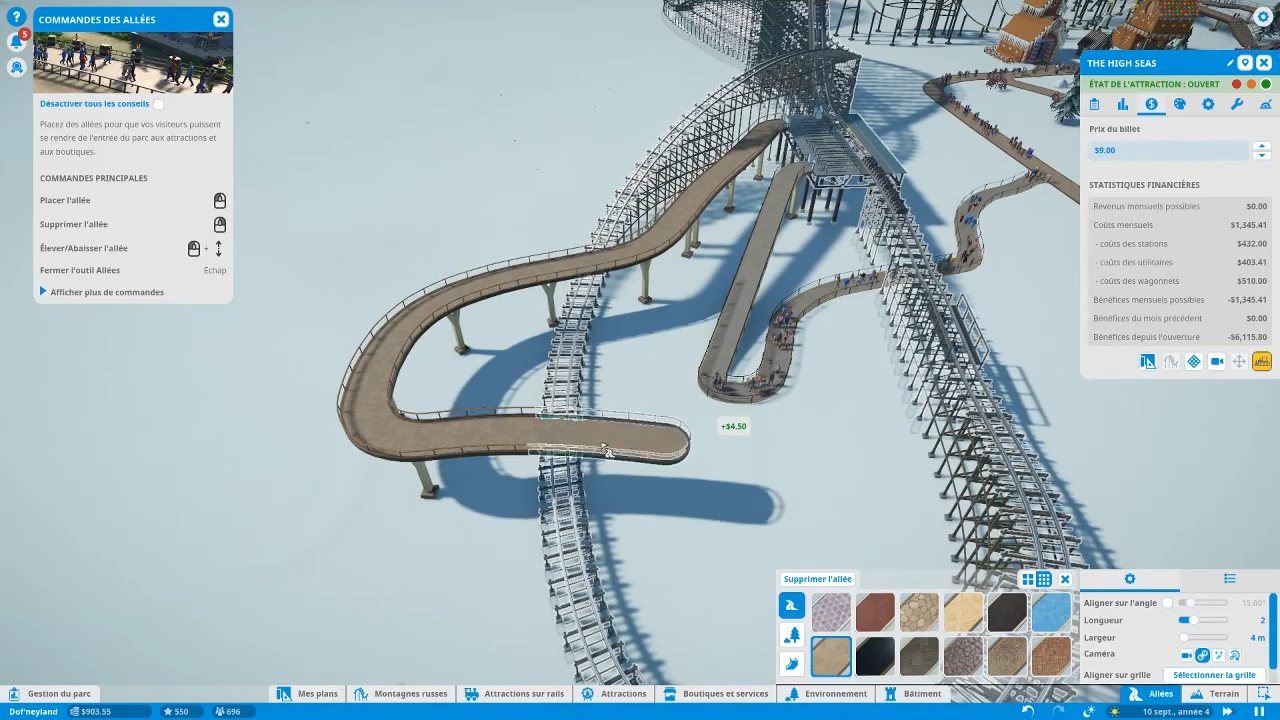 ?
5
COMMANDES DES ALLÉES
Désactiver tous les conseils
Placez des allées pour que vos visiteurs puissent
se rendre de l'entrée du parc aux attractions et
aux boutiques.
COMMANDES PRINCIPALES
Placer l'allée
Supprimer l'allée
Élever/Abaisser l'allée +
Fermer l'outil Allées Echap
Afficher plus de commandes
+$4.50
THE HIGH SEAS
ÉTAT DE L'ATTRACTION : OUVERT
Prix du billet
$9.00
STATISTIQUES FINANCIÈRES
Revenus mensuels possibles $0.00
Coûts mensuels $1,345.41
- coûts des stations $432.00
- coûts des utilitaires $403.41
- coûts des wagonnets $510.00
Bénéfices mensuels possibles -$1,345.41
Bénéfices du mois précédent $0.00
Bénéfices depuis l'ouverture -$6,115.80
Supprimer l'allée
Aligner sur l'angle 15.00°
Longueur 2
Largeur 4 m
Caméra
Aligner sur grille Sélectionner la grille
Gestion du parc
Mes plans
Montagnes russes
Attractions sur rails
Attractions
Boutiques et services
Environnement
Bâtiment
Allées
Terrain
Dof'neyland $903.55 550 696 10 sept., année 4